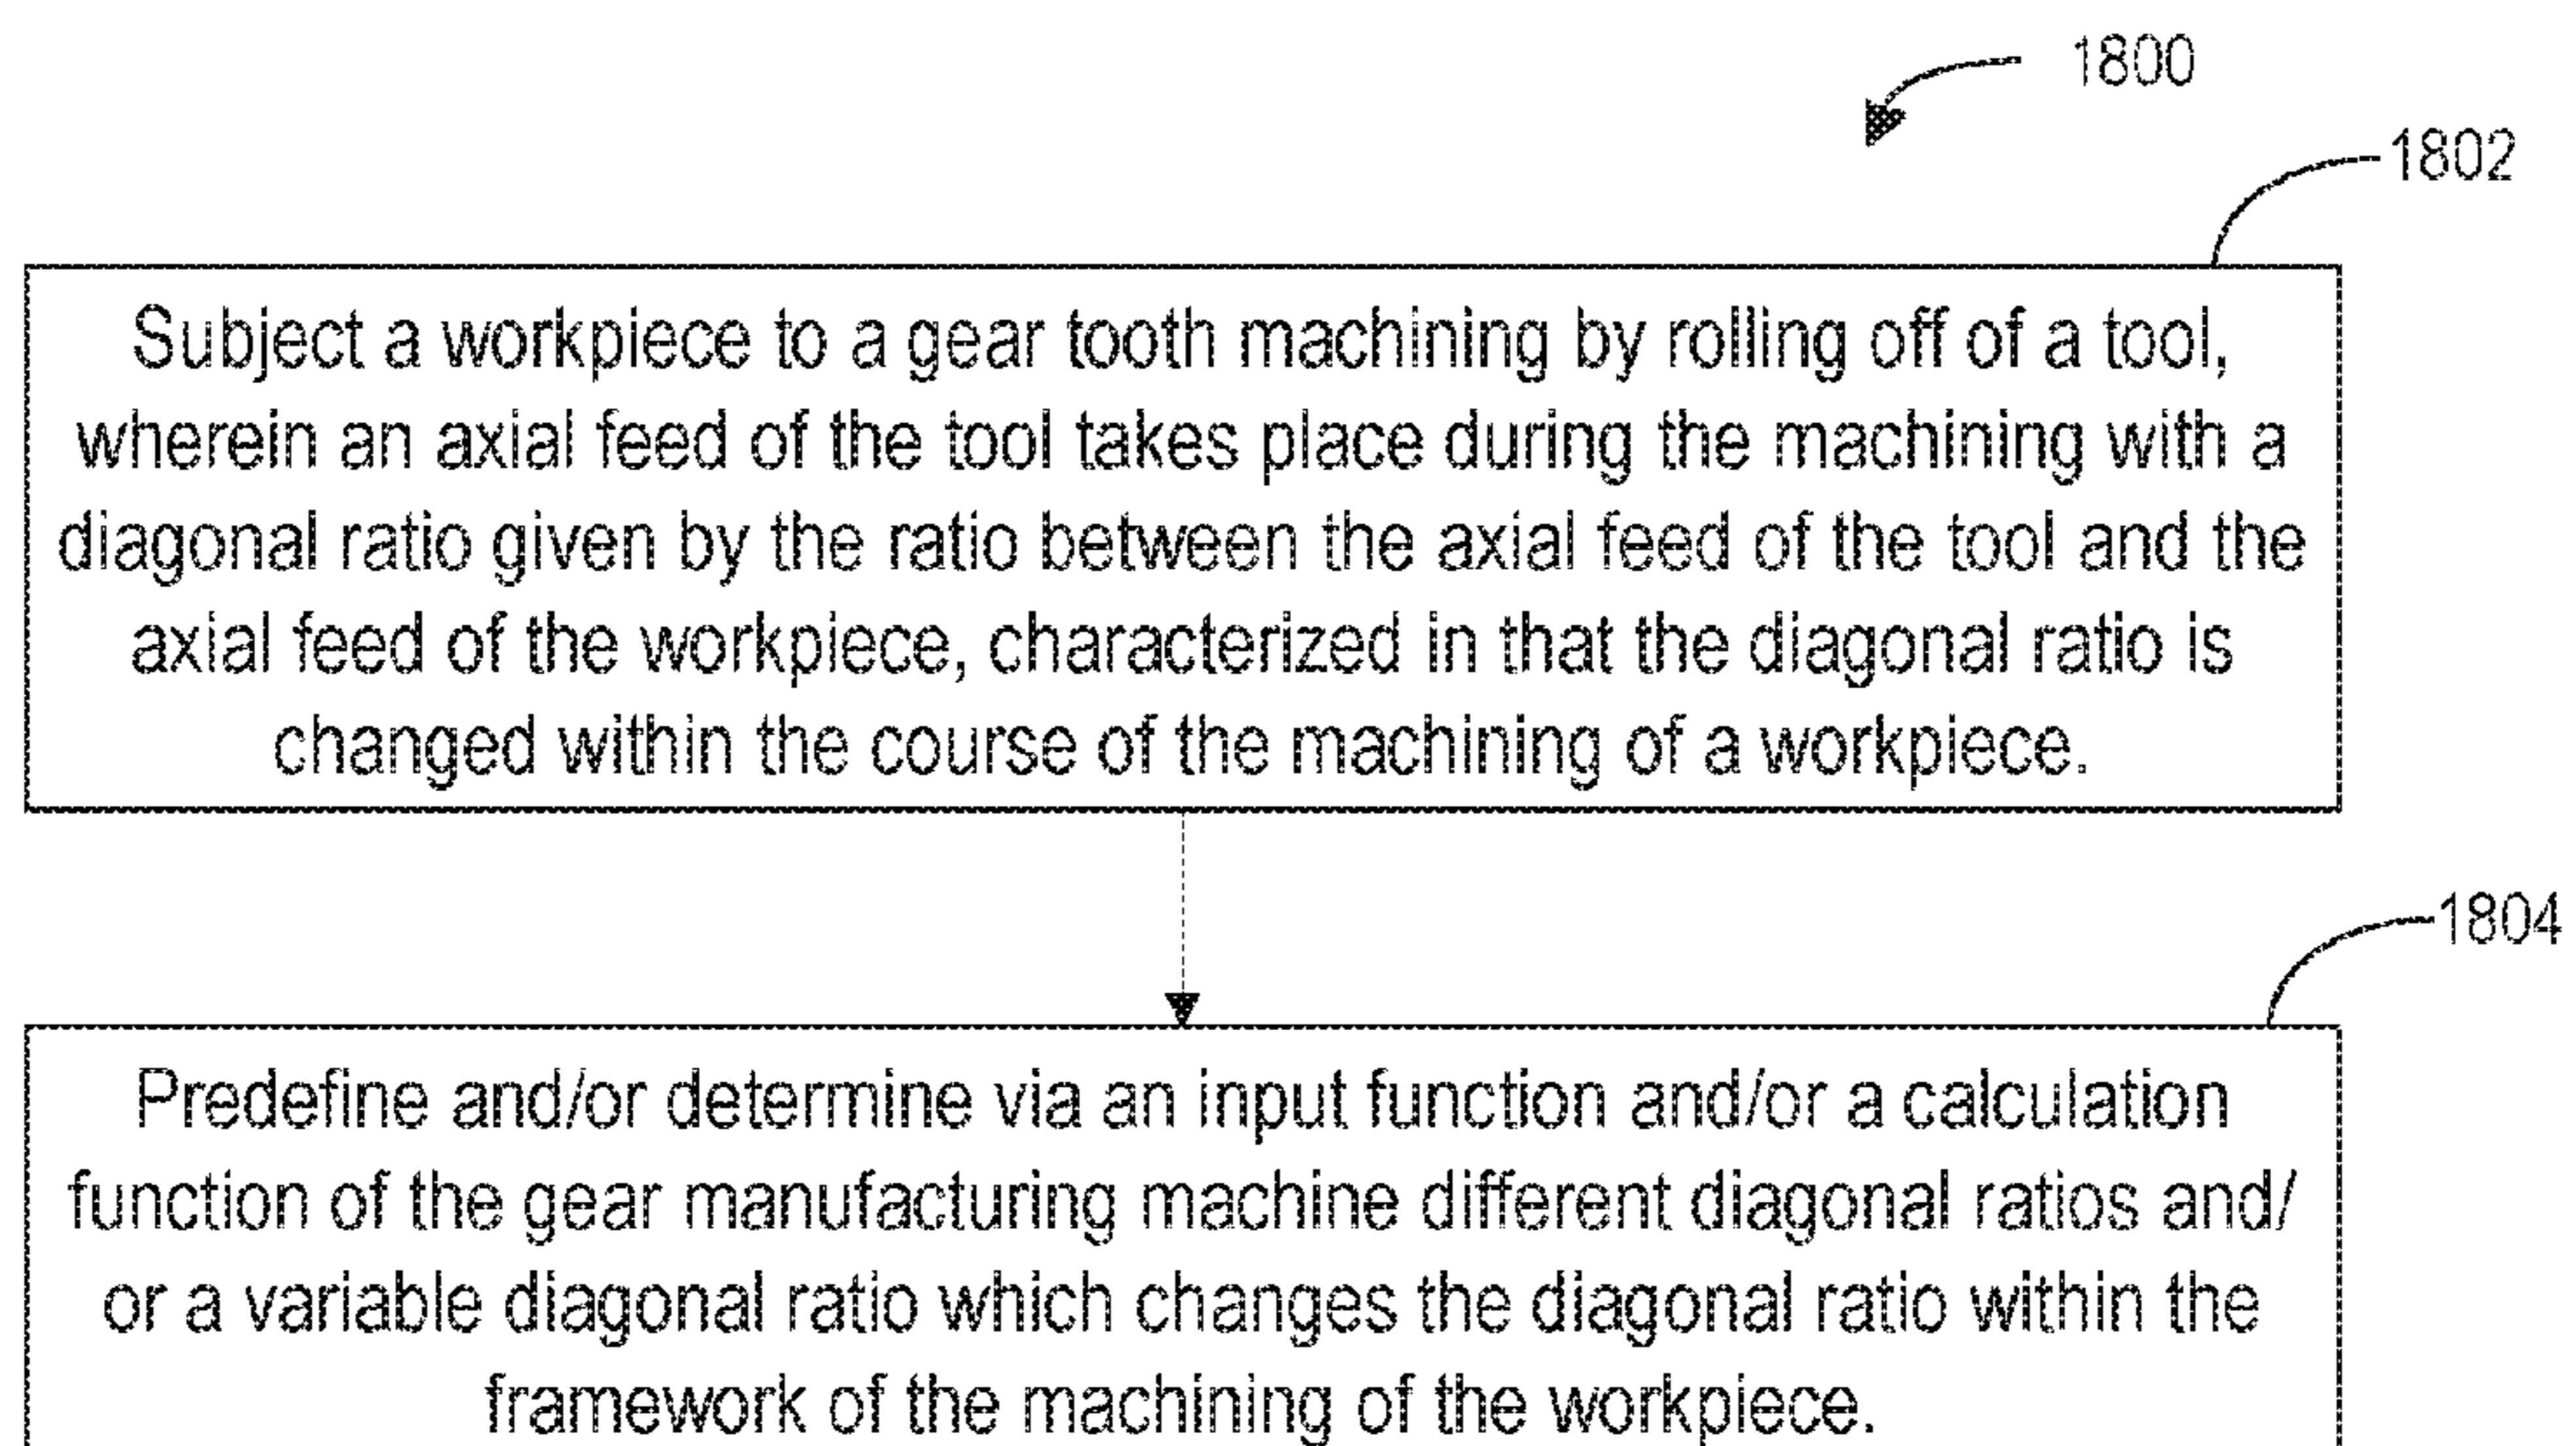 1800
1802
Subject a workpiece to a gear tooth machining by rolling off of a tool,
wherein an axial feed of the tool takes place during the machining with a
diagonal ratio given by the ratio between the axial feed of the tool and the
axial feed of the workpiece, characterized in that the diagonal ratio is
changed within the course of the machining of a workpiece.
1804
Predefine and/or determine via an input function and/or a calculation
function of the gear manufacturing machine different diagonal ratios and/
or a variable diagonal ratio which changes the diagonal ratio within the
framework of the machining of the workpiece.